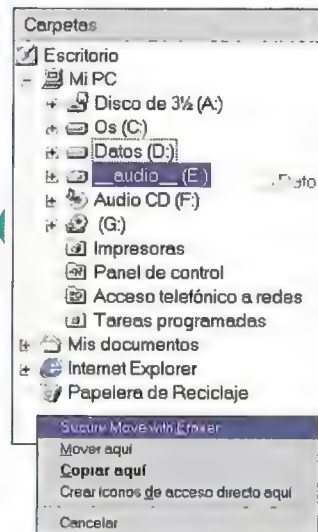 Carpetas
Escritorio
Mi PC
Disco de 3½ (A:)
Os (C:)
Datos (D:)
__audio__ (E:)
Audio CD (F:)
(G:)
Impresoras
Panel de control
Acceso telefónico a redes
Tareas programadas
Mis documentos
Internet Explorer
Papelera de Reciclaje
Secure Move with Eraser
Mover aquí
Copiar aquí
Crear iconos de acceso directo aquí
Cancelar